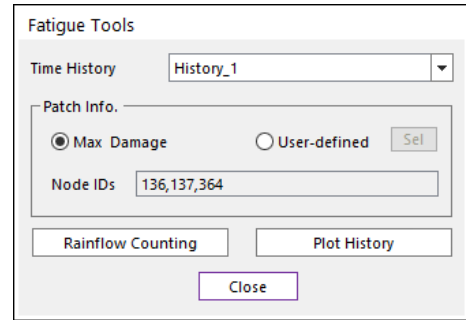 Fatigue Tools
Time History History_1
Patch Info.
Max Damage User-defined Sel
Node IDs 136,137,364
Rainflow Counting Plot History
Close